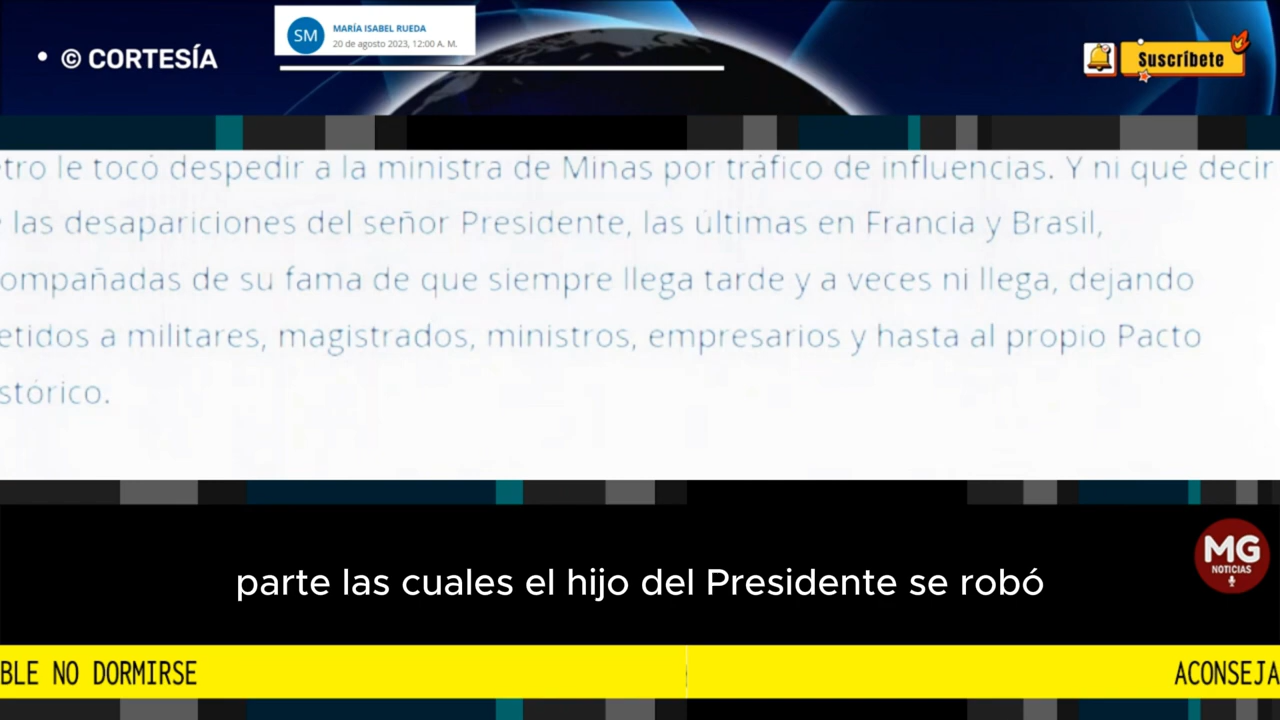 • © CORTESÍA
SM
MARÍA ISABEL RUEDA
20 de agosto 2023, 12:00 A. M.
Suscríbete
tro le tocó despedir a la ministra de Minas por tráfico de influencias. Y ni qué decir
las desapariciones del señor Presidente, las últimas en Francia y Brasil,
ompañadas de su fama de que siempre llega tarde y a veces ni llega, dejando
etidos a militares, magistrados, ministros, empresarios y hasta al propio Pacto
stórico.
MG
NOTICIAS
parte las cuales el hijo del Presidente se robó
BLE NO DORMIRSE
ACONSEJA